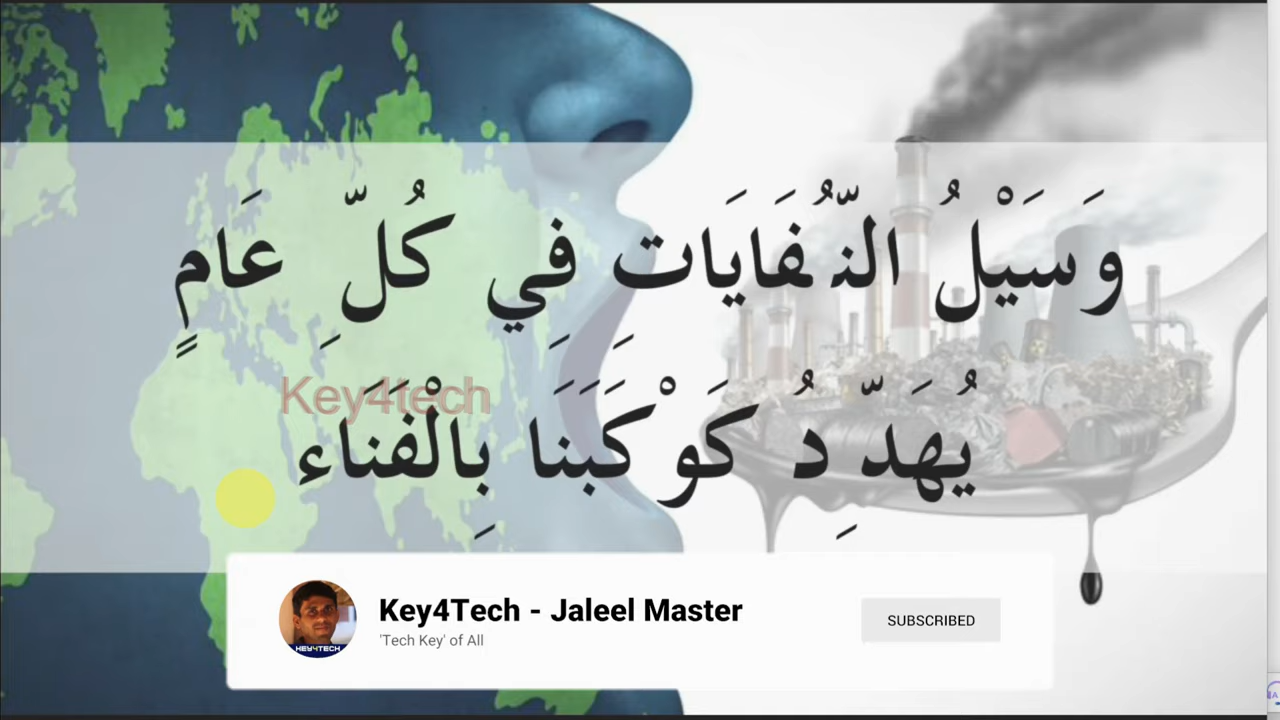 وَسَيْلُ النُّفَايَاتِ فِي كُلِّ عَامٍ
Key4tech
يُهَدِّدُ كَوْكَبَنَا بِالْفَنَاءِ
Key4Tech - Jaleel Master
'Tech Key' of All
SUBSCRIBED
KEY4TECH